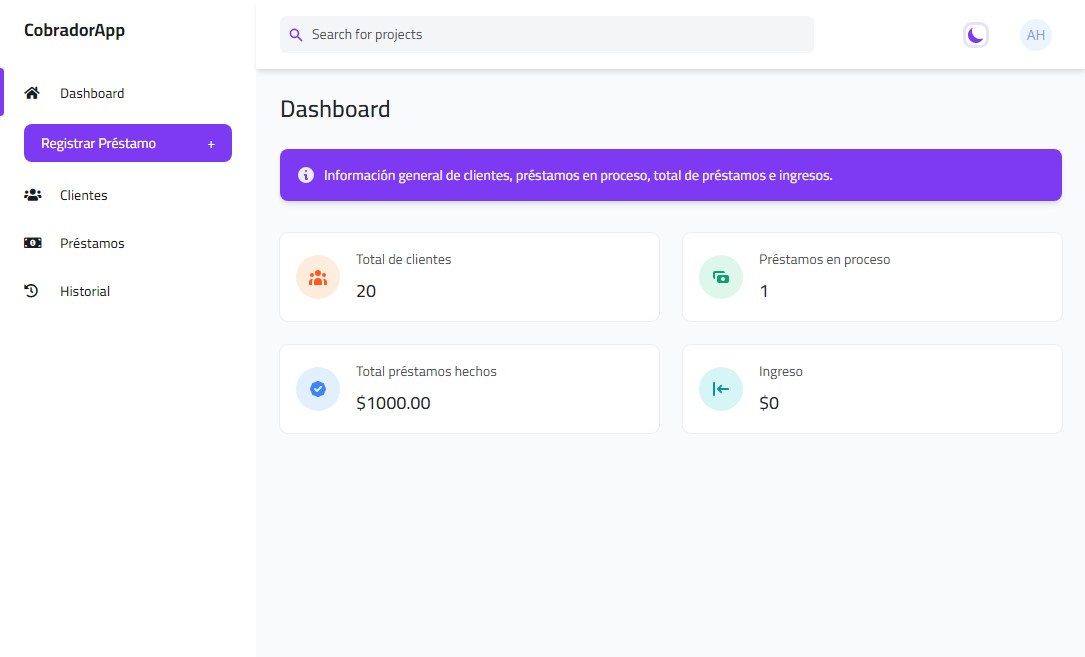 CobradorApp
Search for projects
AH
Dashboard
Registrar Préstamo +
Clientes
Préstamos
Historial
Dashboard
Información general de clientes, préstamos en proceso, total de préstamos e ingresos.
Total de clientes
20
Préstamos en proceso
1
Total préstamos hechos
$1000.00
Ingreso
$0